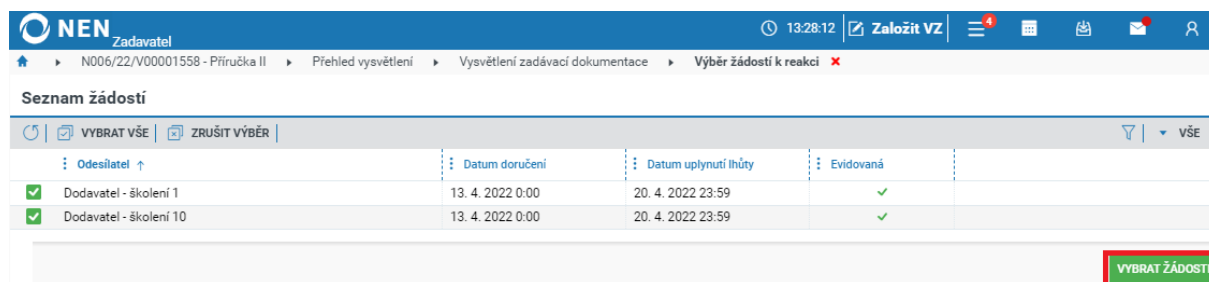 NEN Zadavatel 13:28:12 Založit VZ 4
N006/22/V00001558 - Příručka II Přehled vysvětlení Vysvětlení zadávací dokumentace Výběr žádostí k reakci
Seznam žádostí
VYBRAT VŠE ZRUŠIT VÝBĚR VŠE
Odesílatel Datum doručení Datum uplynutí lhůty Evidovaná
Dodavatel - školení 1 13. 4. 2022 0:00 20. 4. 2022 23:59
Dodavatel - školení 10 13. 4. 2022 0:00 20. 4. 2022 23:59
VYBRAT ŽÁDOSTI